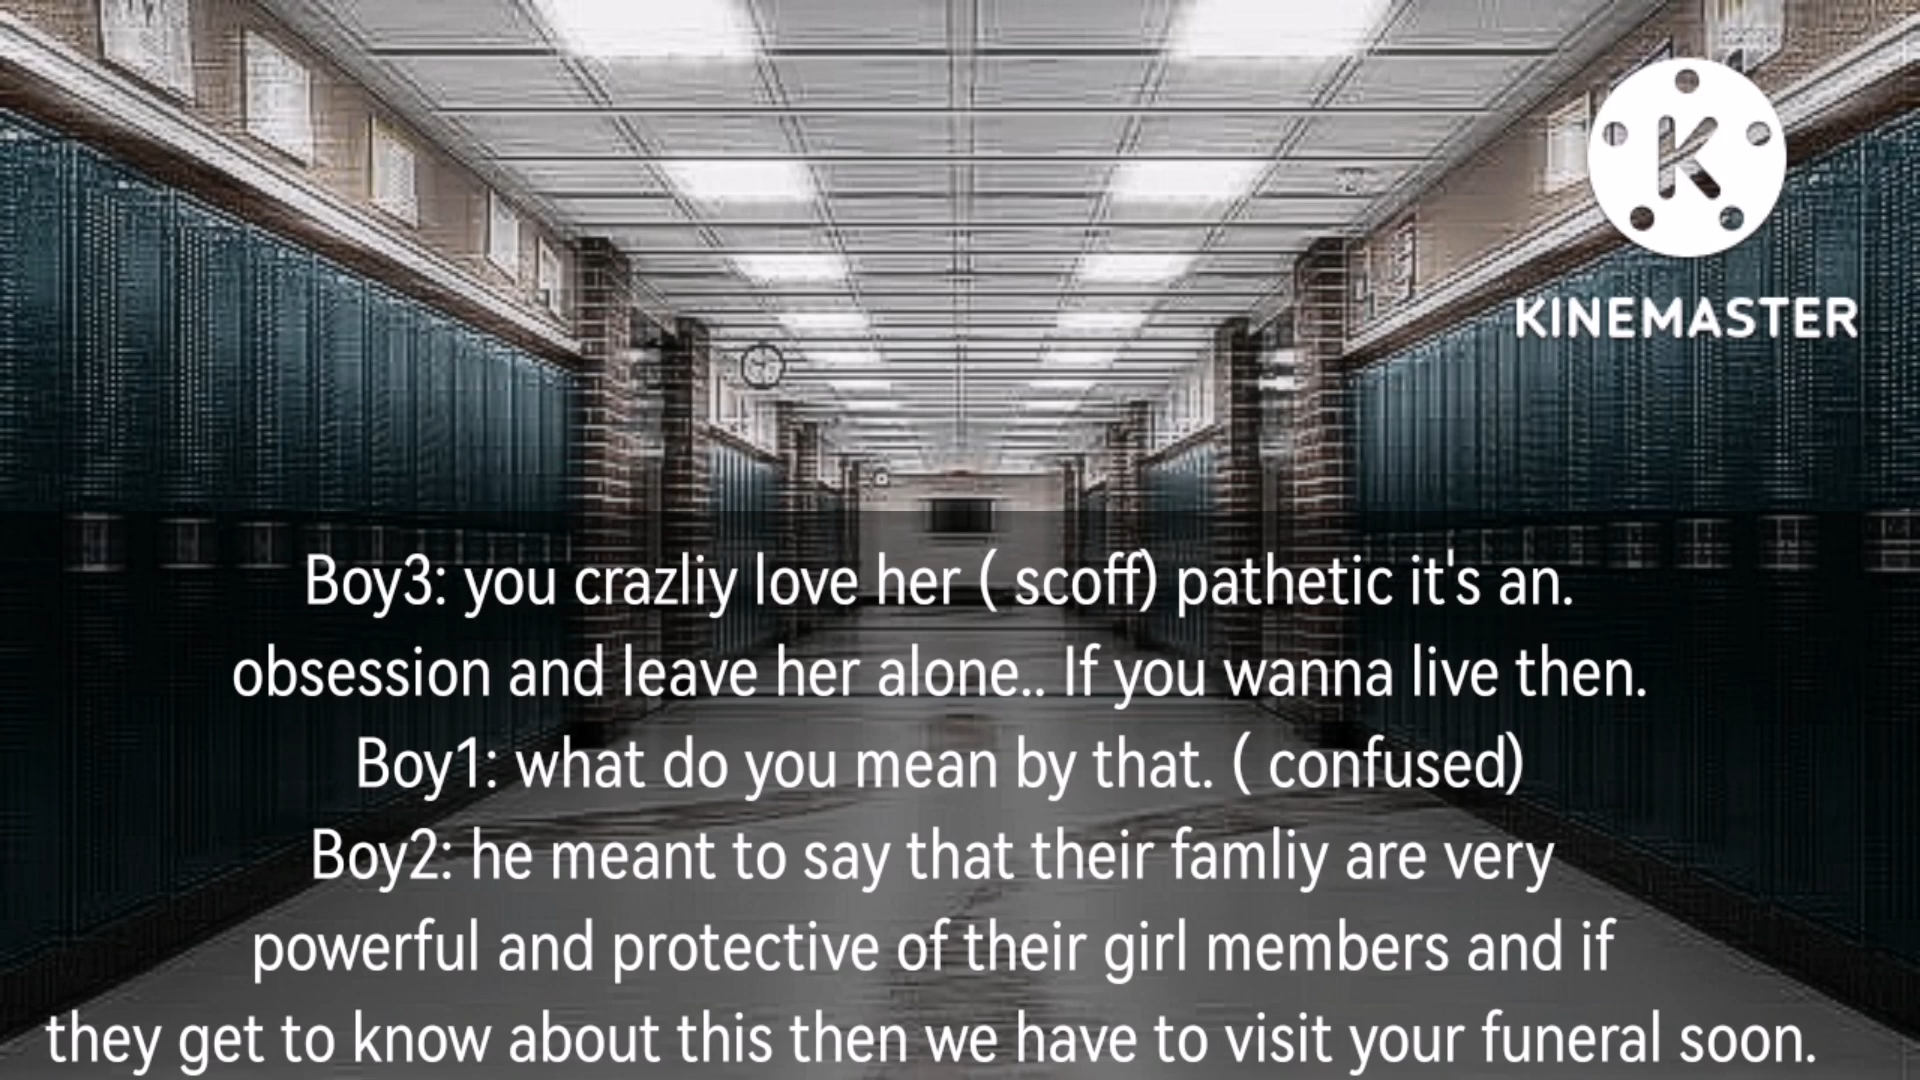 K
KINEMASTER
Boy3: you crazliy love her ( scoff) pathetic it's an.
obsession and leave her alone.. If you wanna live then.
Boy1: what do you mean by that. ( confused)
Boy2: he meant to say that their famliy are very
powerful and protective of their girl members and if
they get to know about this then we have to visit your funeral soon.